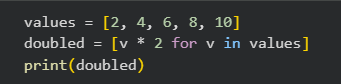 values = [2, 4, 6, 8, 10]
doubled = [v * 2 for v in values]
print(doubled)